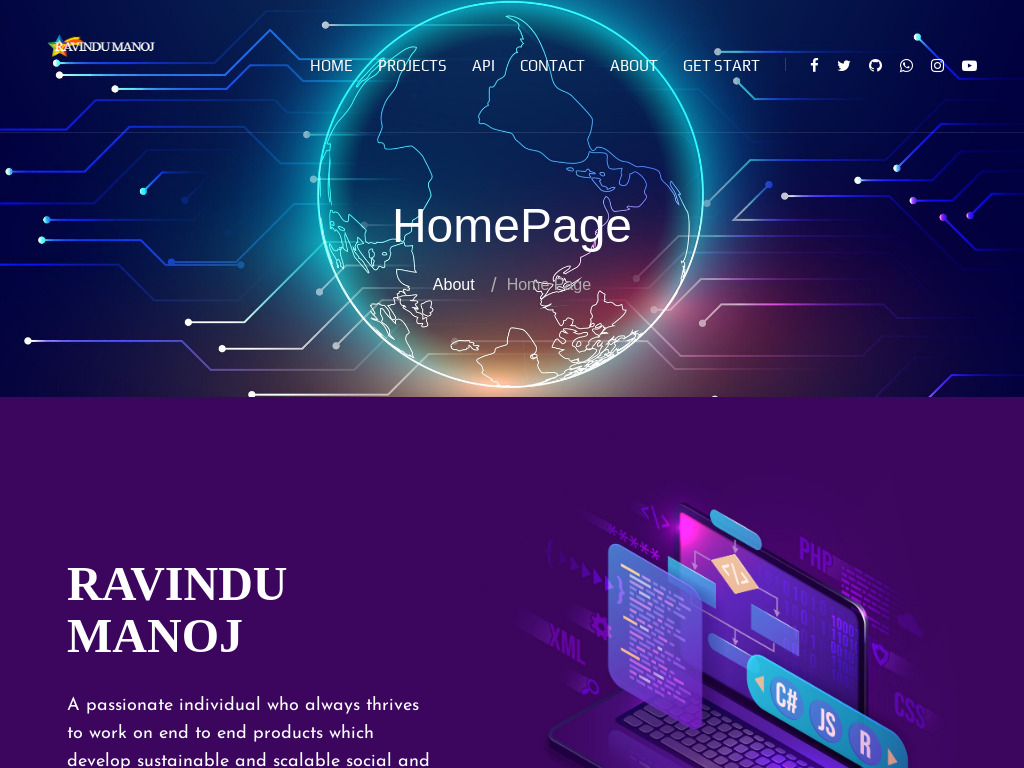 RAVINDU MANOJ
HOME PROJECTS API CONTACT ABOUT GET START
HomePage
About / Home Page
RAVINDU
MANOJ
A passionate individual who always thrives
to work on end to end products which
develop sustainable and scalable social and
</>
*****
PHP
</>
XML
CSS
C# JS R